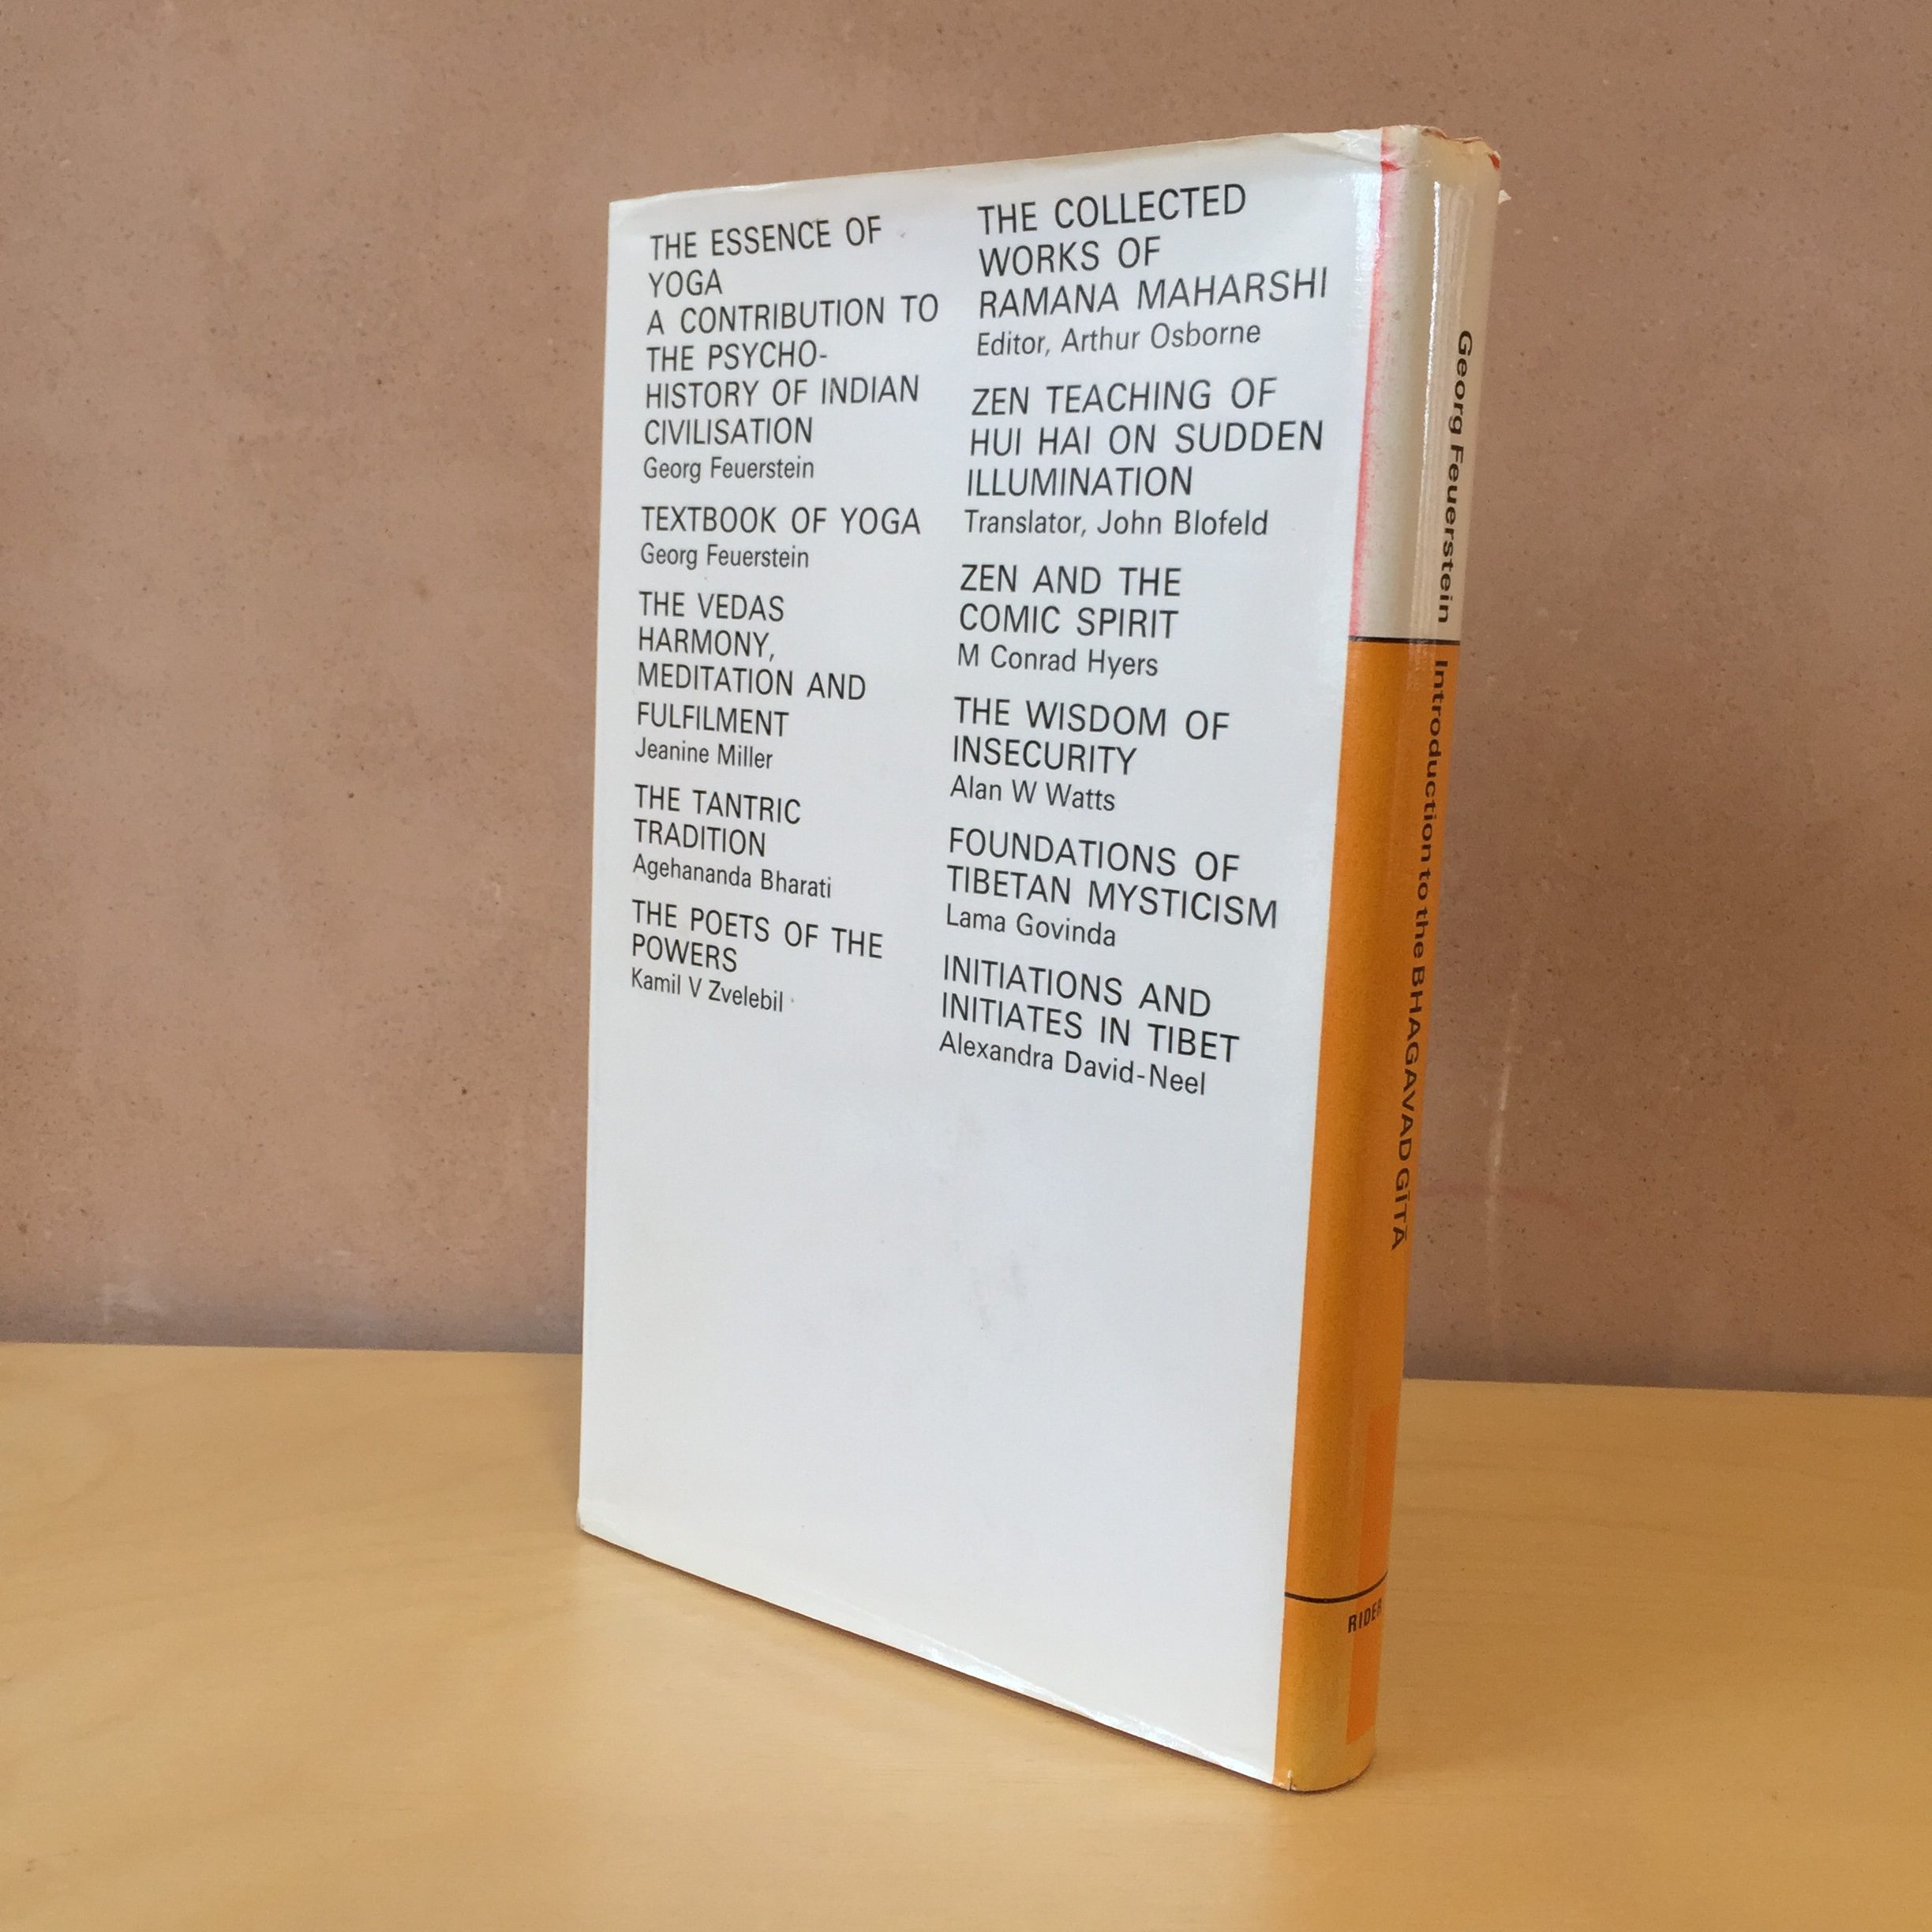 THE ESSENCE OF
YOGA
A CONTRIBUTION TO
THE PSYCHO-
HISTORY OF INDIAN
CIVILISATION
Georg Feuerstein
TEXTBOOK OF YOGA
Georg Feuerstein
THE VEDAS
HARMONY,
MEDITATION AND
FULFILMENT
Jeanine Miller
THE TANTRIC
TRADITION
Agehananda Bharati
THE POETS OF THE
POWERS
Kamil V Zvelebil
THE COLLECTED
WORKS OF
RAMANA MAHARSHI
Editor, Arthur Osborne
ZEN TEACHING OF
HUI HAI ON SUDDEN
ILLUMINATION
Translator, John Blofeld
ZEN AND THE
COMIC SPIRIT
M Conrad Hyers
THE WISDOM OF
INSECURITY
Alan W Watts
FOUNDATIONS OF
TIBETAN MYSTICISM
Lama Govinda
INITIATIONS AND
INITIATES IN TIBET
Alexandra David-Neel
Georg Feuerstein
Introduction to the BHAGAVAD GĪTĀ
RIDER